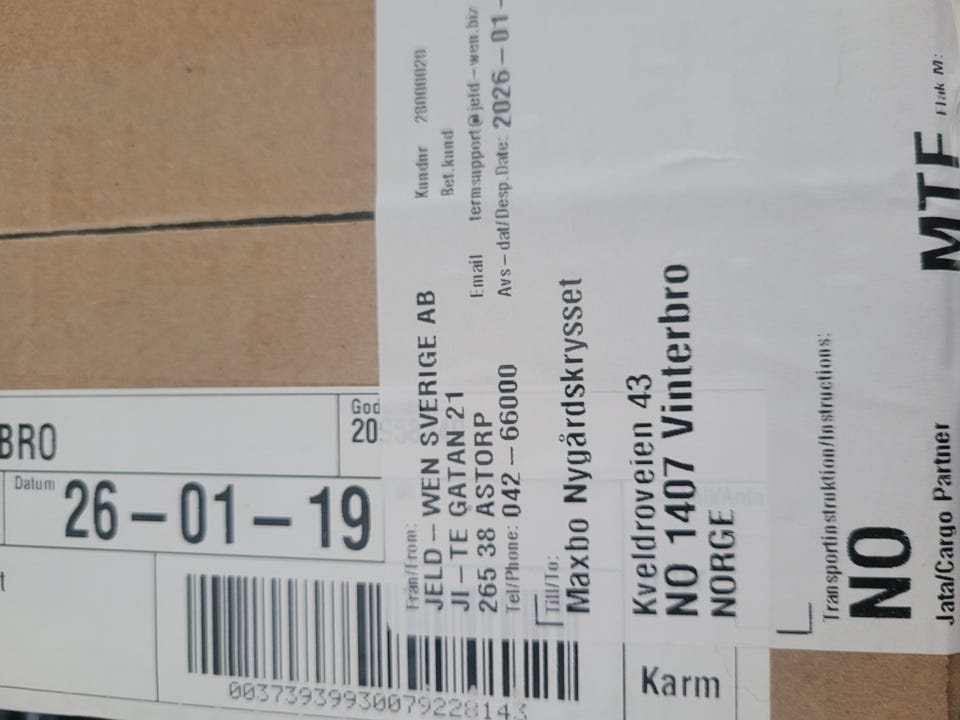 BRO
Datum
26-01-19
God
20
t
00373939930079228143
Karm
Från/From:
JELD-WEN SVERIGE AB
JI-TE GATAN 21
265 38 ÅSTORP
Tel/Phone: 042-66000
Kundnr 28000020
Bet.kund
Email termsupport@jeld-wen.biz
Avs-dat/Desp.Date: 2026-01-
Till/To:
Maxbo Nygårdskrysset
Kveldroveien 43
NO 1407 Vinterbro
NORGE
Transportinstruktion/Instructions:
NO
Jata/Cargo Partner
MTF
Flak M: